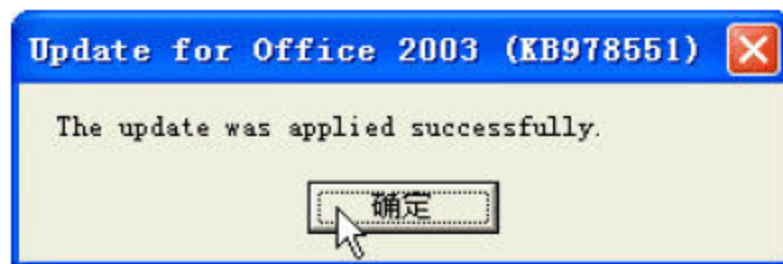 Update for Office 2003 (KB978551)
The update was applied successfully.
确定